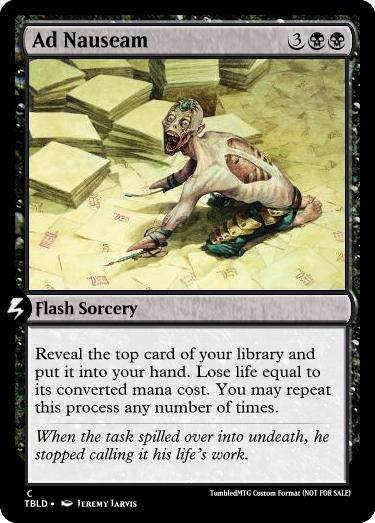 Ad Nauseam 3
Flash Sorcery
Reveal the top card of your library and
put it into your hand. Lose life equal to
its converted mana cost. You may repeat
this process any number of times.
When the task spilled over into undeath, he
stopped calling it his life's work.
C
TBLD • Jeremy Jarvis
TumbledMTG Custom Format (NOT FOR SALE)